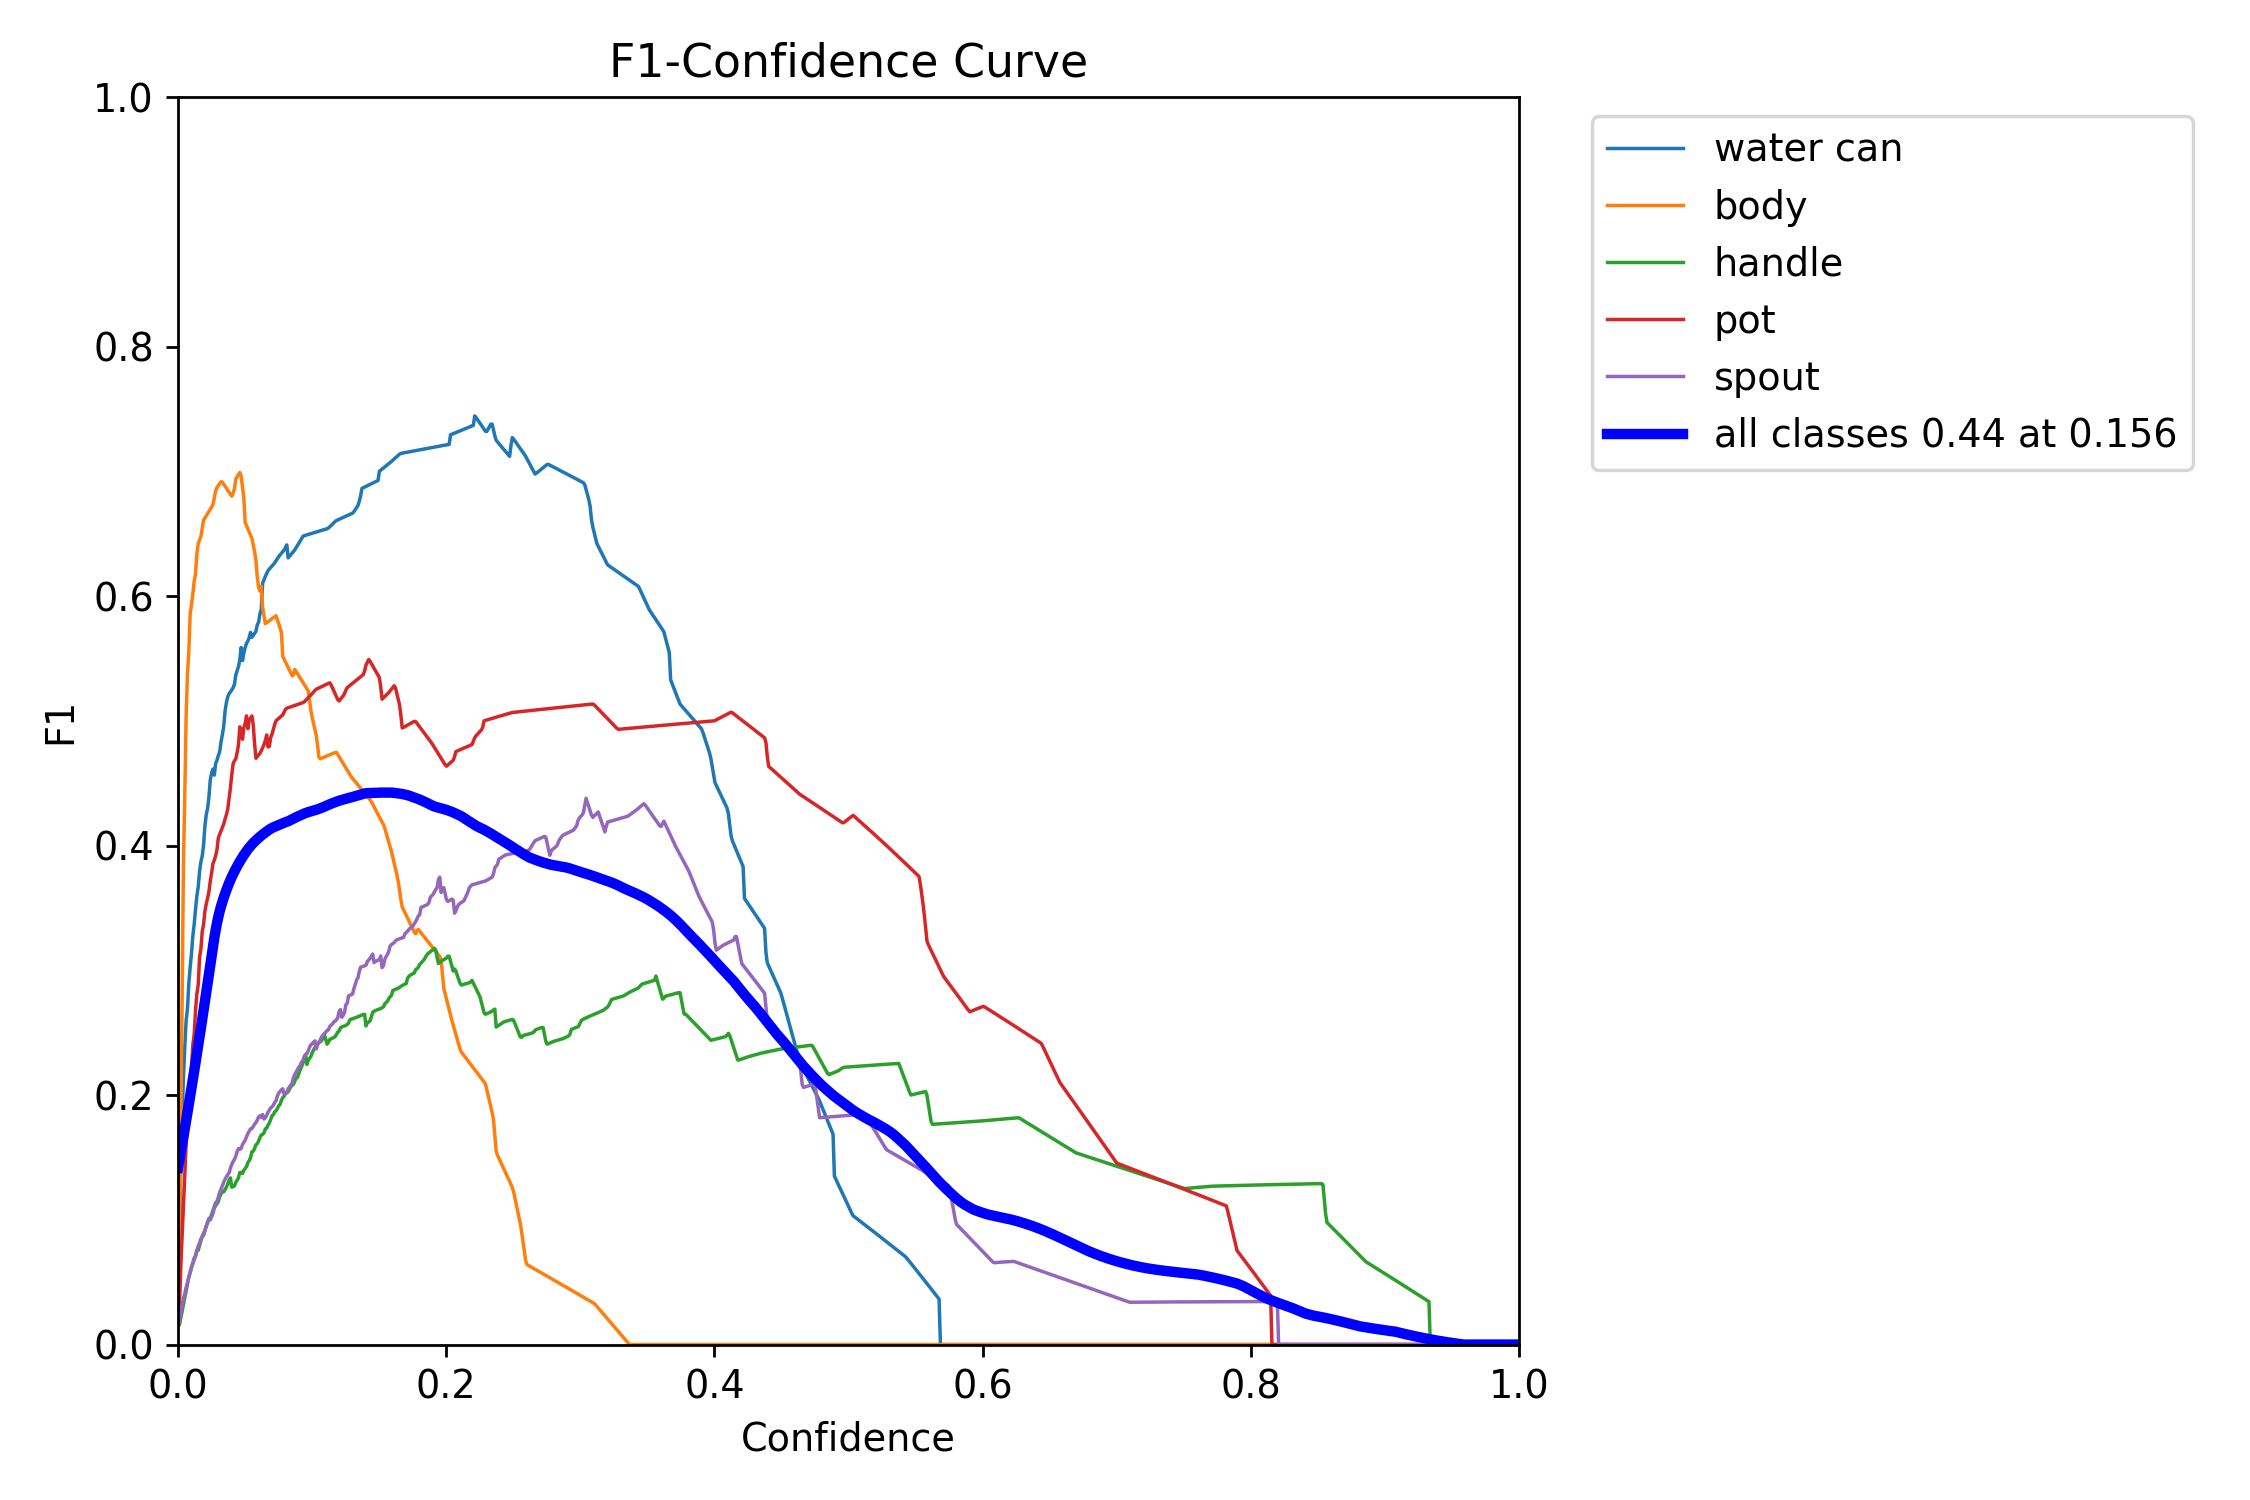 F1-Confidence Curve
1.0
0.8
0.6
0.4
0.2
0.0
F1
0.0 0.2 0.4 0.6 0.8 1.0
Confidence
water can
body
handle
pot
spout
all classes 0.44 at 0.156